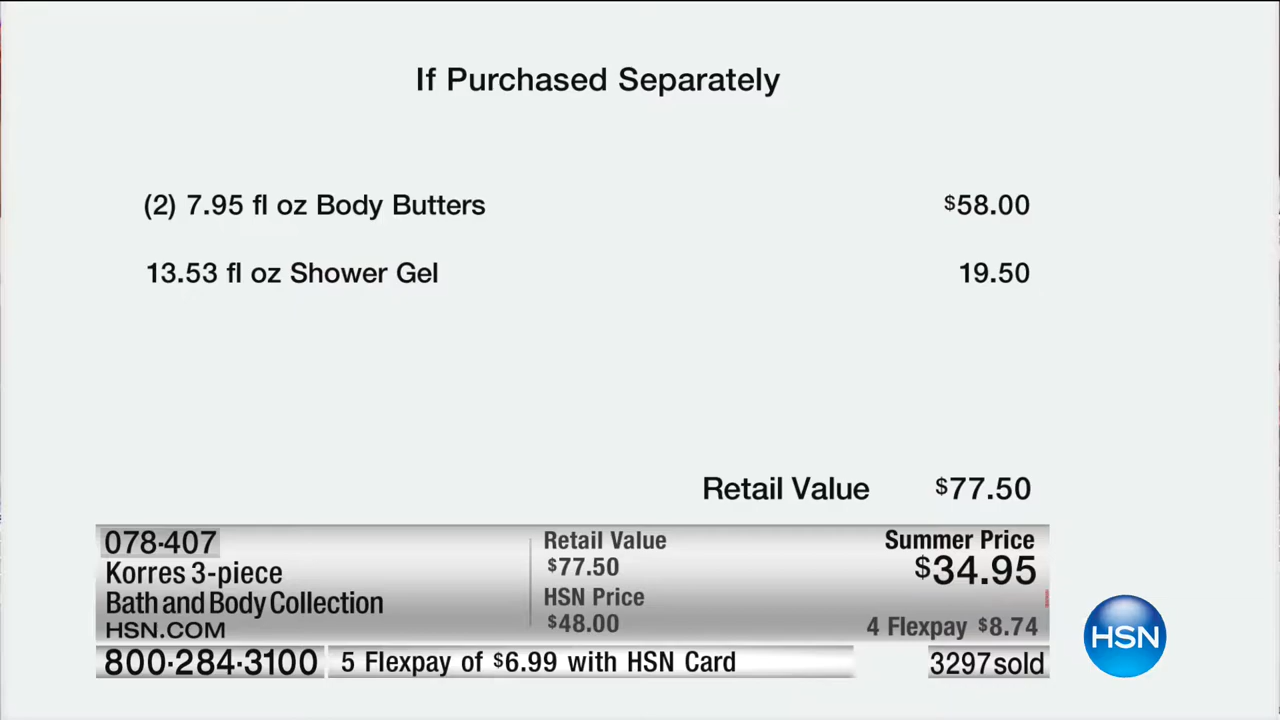 If Purchased Separately
(2) 7.95 fl oz Body Butters $58.00
13.53 fl oz Shower Gel 19.50
Retail Value $77.50
078-407
Korres 3-piece
Bath and Body Collection
HSN.COM
Retail Value
$77.50
HSN Price
$48.00
Summer Price
$34.95
4 Flexpay $8.74
800·284·3100
5 Flexpay of $6.99 with HSN Card
3297 sold
HSN